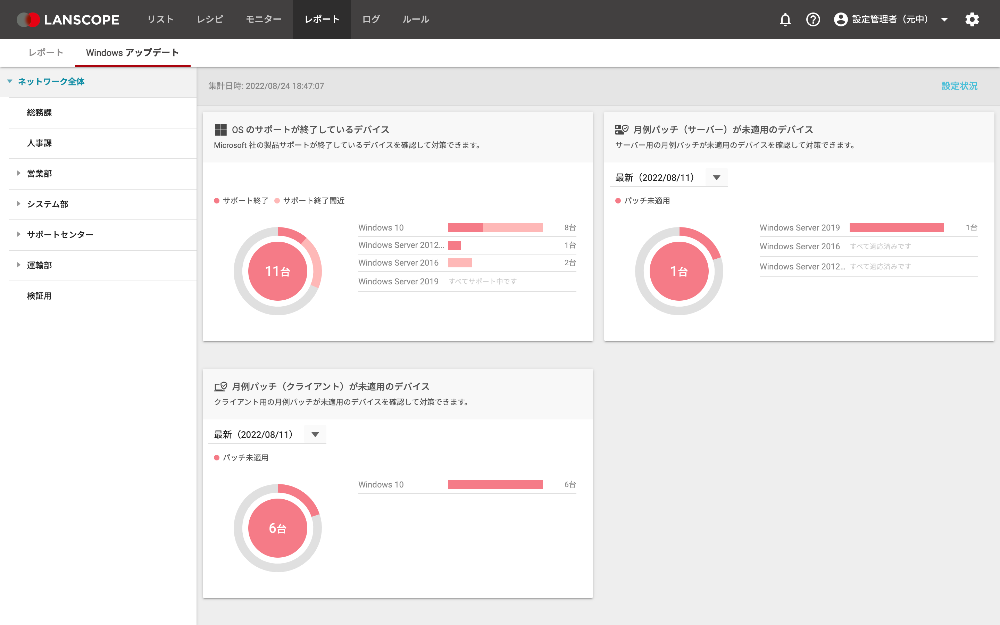 LANSCOPE リスト レシピ モニター レポート ログ ルール 設定管理者（元中）
レポート Windows アップデート
ネットワーク全体
総務課
人事課
営業部
システム部
サポートセンター
運輸部
検証用
集計日時: 2022/08/24 18:47:07 設定状況
OS のサポートが終了しているデバイス
Microsoft 社の製品サポートが終了しているデバイスを確認して対策できます。
サポート終了 サポート終了間近
11台
Windows 10 8台
Windows Server 2012... 1台
Windows Server 2016 2台
Windows Server 2019 すべてサポート中です
月例パッチ（サーバー）が未適用のデバイス
サーバー用の月例パッチが未適用のデバイスを確認して対策できます。
最新（2022/08/11）
パッチ未適用
1台
Windows Server 2019 1台
Windows Server 2016 すべて適応済みです
Windows Server 2012... すべて適応済みです
月例パッチ（クライアント）が未適用のデバイス
クライアント用の月例パッチが未適用のデバイスを確認して対策できます。
最新（2022/08/11）
パッチ未適用
6台
Windows 10 6台